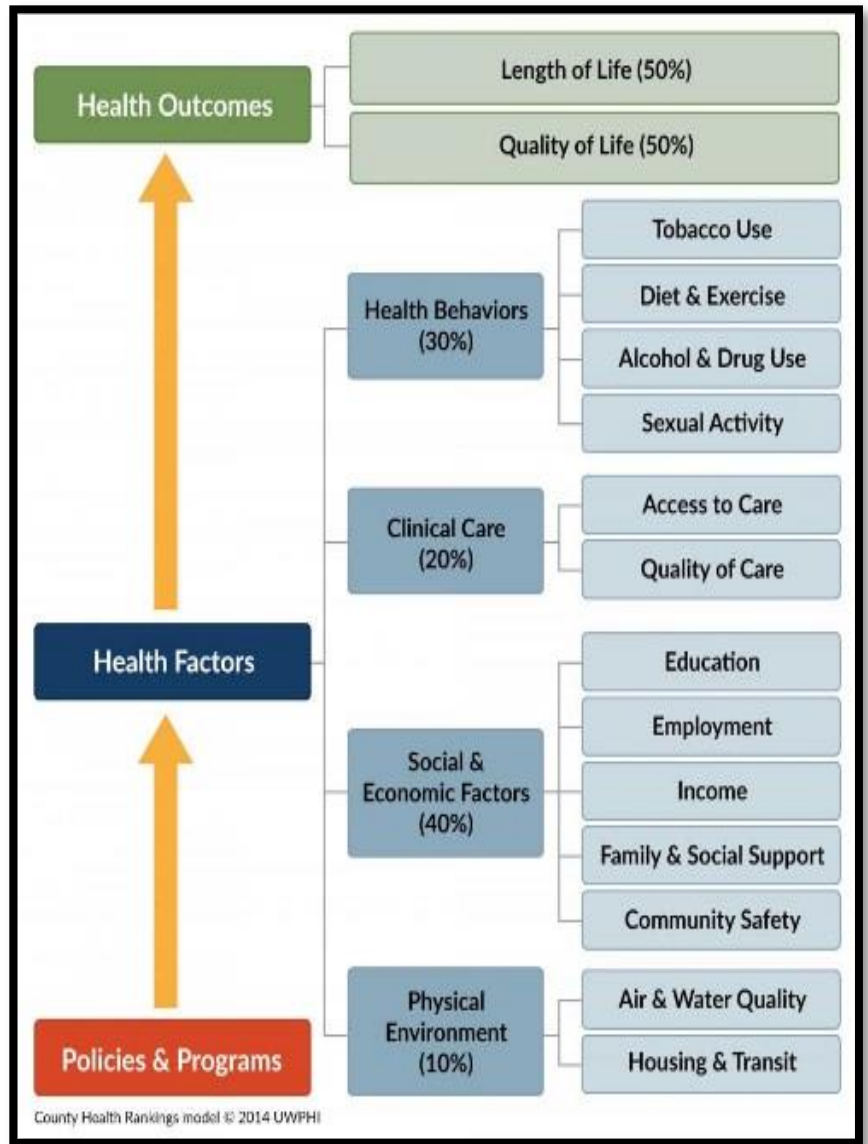 Health Outcomes
Length of Life (50%)
Quality of Life (50%)
Health Factors
Health Behaviors
(30%)
Tobacco Use
Diet & Exercise
Alcohol & Drug Use
Sexual Activity
Clinical Care
(20%)
Access to Care
Quality of Care
Social &
Economic Factors
(40%)
Education
Employment
Income
Family & Social Support
Community Safety
Physical
Environment
(10%)
Air & Water Quality
Housing & Transit
Policies & Programs
County Health Rankings model © 2014 UWPHI